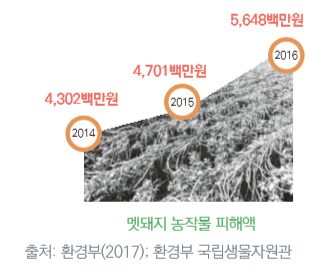 5,648백만원
2016
4,701백만원
2015
4,302백만원
2014
멧돼지 농작물 피해액
출처: 환경부(2017); 환경부 국립생물자원관